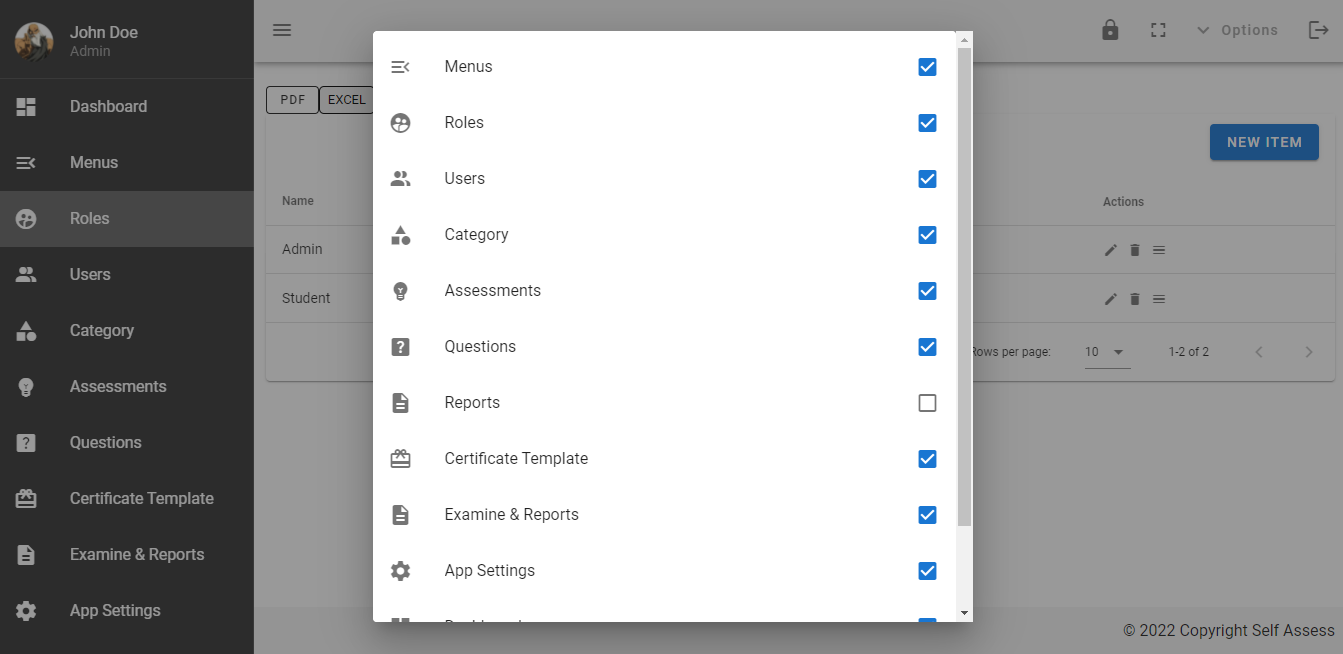 John Doe
Admin
Dashboard
Menus
Roles
Users
Category
Assessments
Questions
Certificate Template
Examine & Reports
App Settings
Options
PDF
EXCEL
NEW ITEM
Name
Actions
Admin
Student
Rows per page:
10
1-2 of 2
Menus
Roles
Users
Category
Assessments
Questions
Reports
Certificate Template
Examine & Reports
App Settings
© 2022 Copyright Self Assess